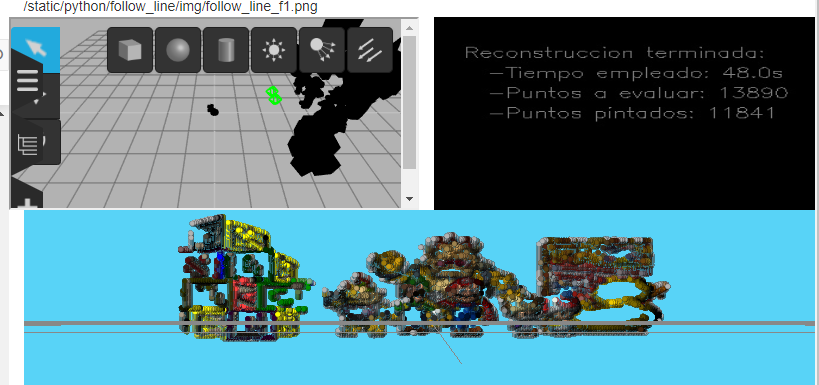 /static/python/follow_line/img/follow_line_f1.png
Reconstruccion terminada:
-Tiempo empleado: 48.0s
-Puntos a evaluar: 13890
-Puntos pintados: 11841